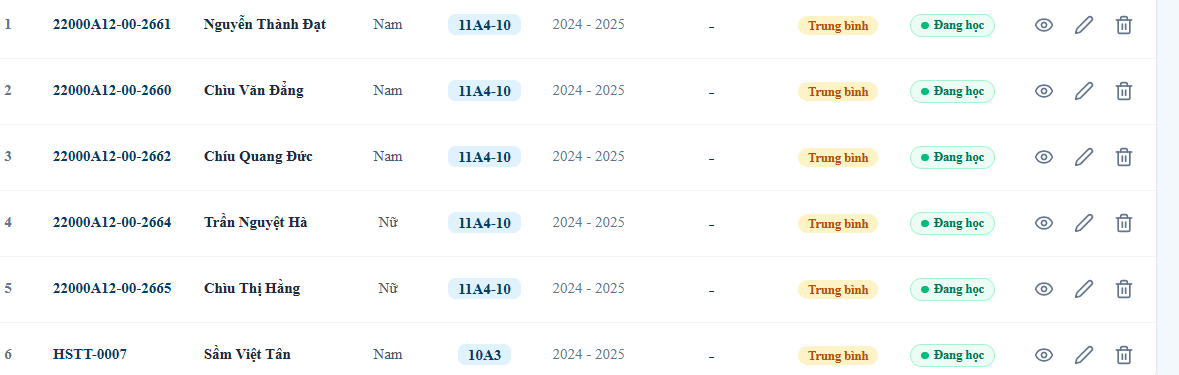 1 22000A12-00-2661 Nguyễn Thành Đạt Nam 11A4-10 2024 - 2025 - Trung bình Đang học
2 22000A12-00-2660 Chìu Văn Đẳng Nam 11A4-10 2024 - 2025 - Trung bình Đang học
3 22000A12-00-2662 Chíu Quang Đức Nam 11A4-10 2024 - 2025 - Trung bình Đang học
4 22000A12-00-2664 Trần Nguyệt Hà Nữ 11A4-10 2024 - 2025 - Trung bình Đang học
5 22000A12-00-2665 Chìu Thị Hằng Nữ 11A4-10 2024 - 2025 - Trung bình Đang học
6 HSTT-0007 Sầm Việt Tân Nam 10A3 2024 - 2025 - Trung bình Đang học